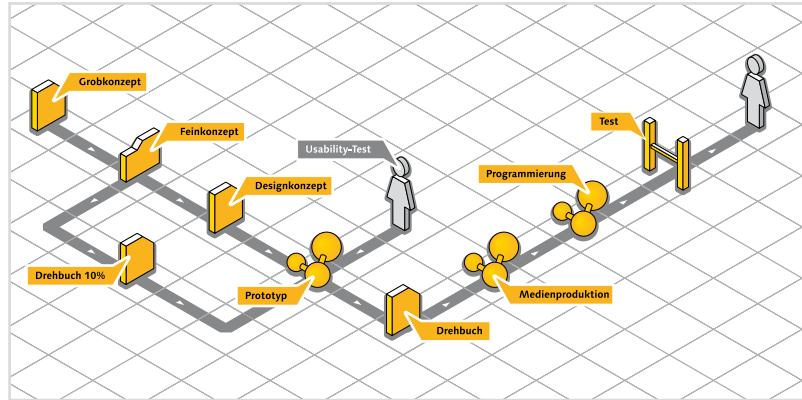 Grobkonzept
Feinkonzept
Usability-Test
Designkonzept
Drehbuch 10%
Prototyp
Drehbuch
Medienproduktion
Programmierung
Test